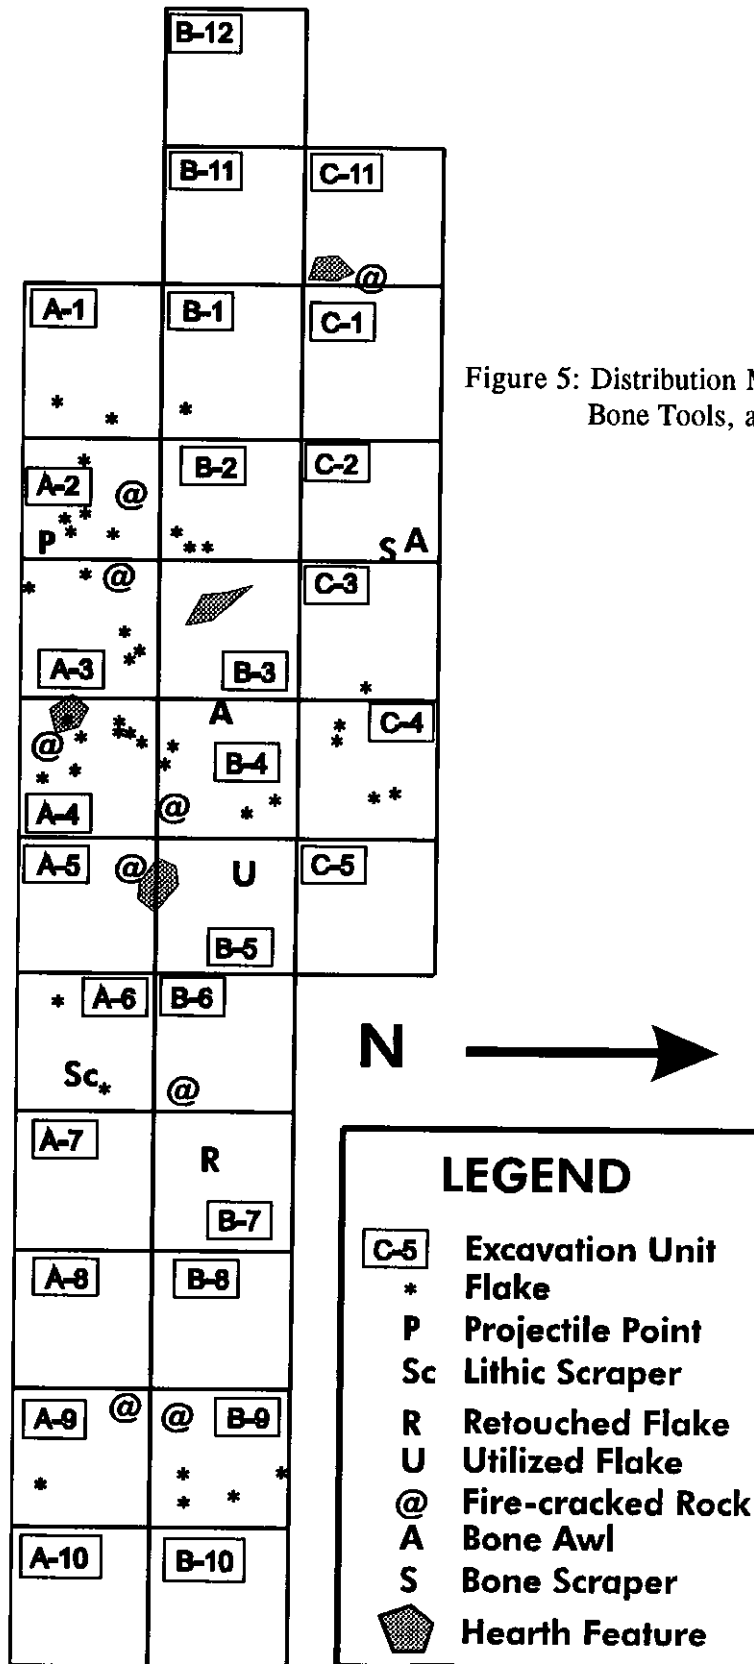 B-12
B-11 C-11
@
A-1 B-1 C-1
Figure 5: Distribution
Bone Tools,
* * *
A-2 B-2 C-2
* @
* * * * P * * * S A
* * @ C-3
* * *
A-3 B-3 *
A C-4
* * * * * * * * *
@ * * * * B-4
A-4 @ * * * *
A-5 @ U C-5
B-5
* A-6 B-6
Sc * @
N
A-7 R
B-7
A-8 B-8
A-9 @ @ B-9
* * * * *
A-10 B-10
LEGEND
C-5 Excavation Unit
* Flake
P Projectile Point
Sc Lithic Scraper
R Retouched Flake
U Utilized Flake
@ Fire-cracked Rock
A Bone Awl
S Bone Scraper
Hearth Feature